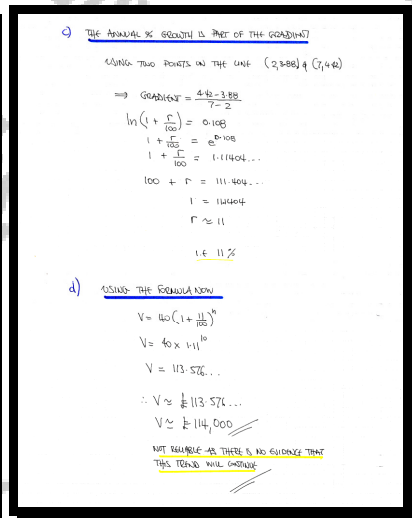 c) THE ANNUAL % GROWTH IS PART OF THE GRADIENT
USING TWO POINTS ON THE LINE (2,3.88) & (7,4.42)
⇒ GRADIENT = (4.42-3.88)/(7-2)
ln(1 + r/100) = 0.108
1 + r/100 = e^0.108
1 + r/100 = 1.11404...
100 + r = 111.404...
r ≈ 11
I.E 11%
d) USING THE FORMULA NOW
V = 40(1 + 11/100)^n
V = 40 × 1.11^10
V = 113.576...
∴ V ≈ £113.576...
V ≈ £114,000
NOT RELIABLE AS THERE IS NO EVIDENCE THAT
THIS TREND WILL CONTINUE